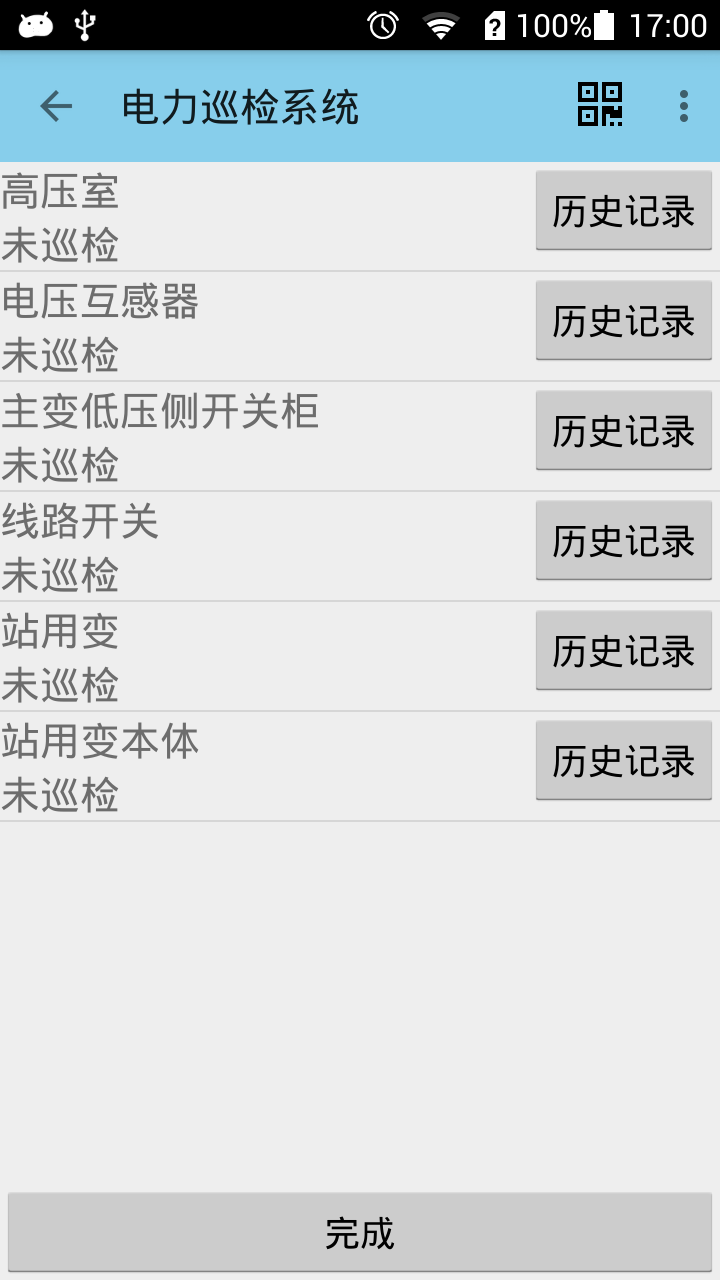 100% 17:00
电力巡检系统
高压室
历史记录
未巡检
电压互感器
历史记录
未巡检
主变低压侧开关柜
历史记录
未巡检
线路开关
历史记录
未巡检
站用变
历史记录
未巡检
站用变本体
历史记录
未巡检
完成